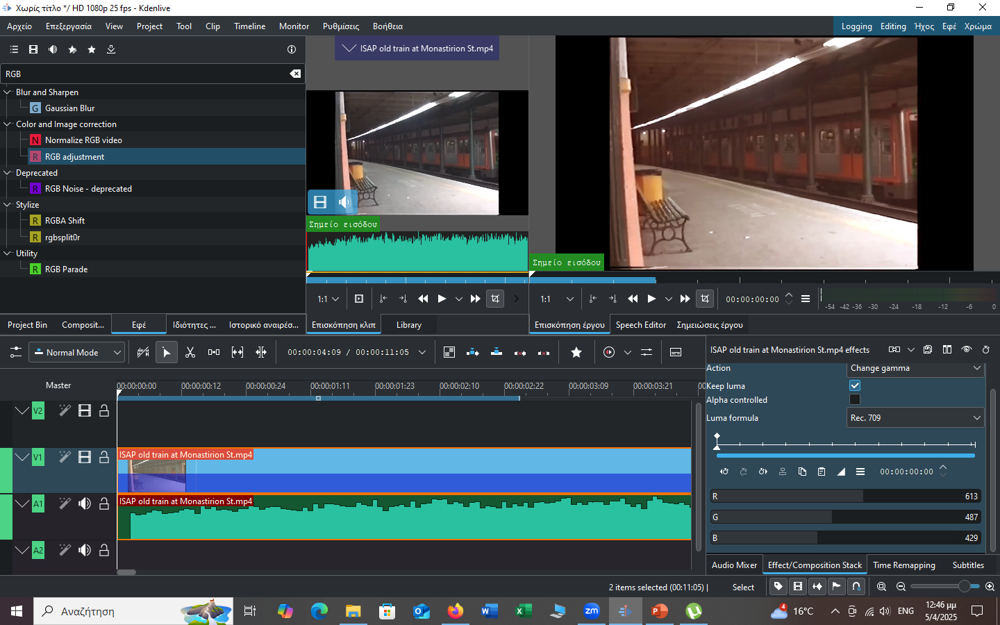 Χωρίς τίτλο */ HD 1080p 25 fps - Kdenlive
Αρχείο Επεξεργασία View Project Tool Clip Timeline Monitor Ρυθμίσεις Βοήθεια
Logging Editing Ήχος Εφέ Χρώμα
RGB
Blur and Sharpen
G Gaussian Blur
Color and Image correction
N Normalize RGB video
R RGB adjustment
Deprecated
R RGB Noise - deprecated
Stylize
R RGBA Shift
R rgbsplit0r
Utility
R RGB Parade
ISAP old train at Monastirion St.mp4
Σημείο εισόδου
1:1
Σημείο εισόδου
1:1
00:00:00:00
-54 -42 -36 -30 -24 -18 -12 -6 0
Project Bin Composit... Εφέ Ιδιότητες ... Ιστορικό αναιρέσ...
Επισκόπηση κλιπ Library
Επισκόπηση έργου Speech Editor Σημειώσεις έργου
Normal Mode
00:00:04:09 / 00:00:11:05
Master
00:00:00:00 00:00:00:12 00:00:00:24 00:00:01:11 00:00:01:23 00:00:02:10 00:00:02:22 00:00:03:09 00:00:03:21
V2
V1
ISAP old train at Monastirion St.mp4
A1
ISAP old train at Monastirion St.mp4
A2
ISAP old train at Monastirion St.mp4 effects
Action Change gamma
Keep luma
Alpha controlled
Luma formula Rec. 709
00:00:00:00
R 613
G 487
B 429
Audio Mixer Effect/Composition Stack Time Remapping Subtitles
2 items selected (00:11:05) | Select
Αναζήτηση
zm
4
16°C
ENG
12:46 μμ
5/4/2025